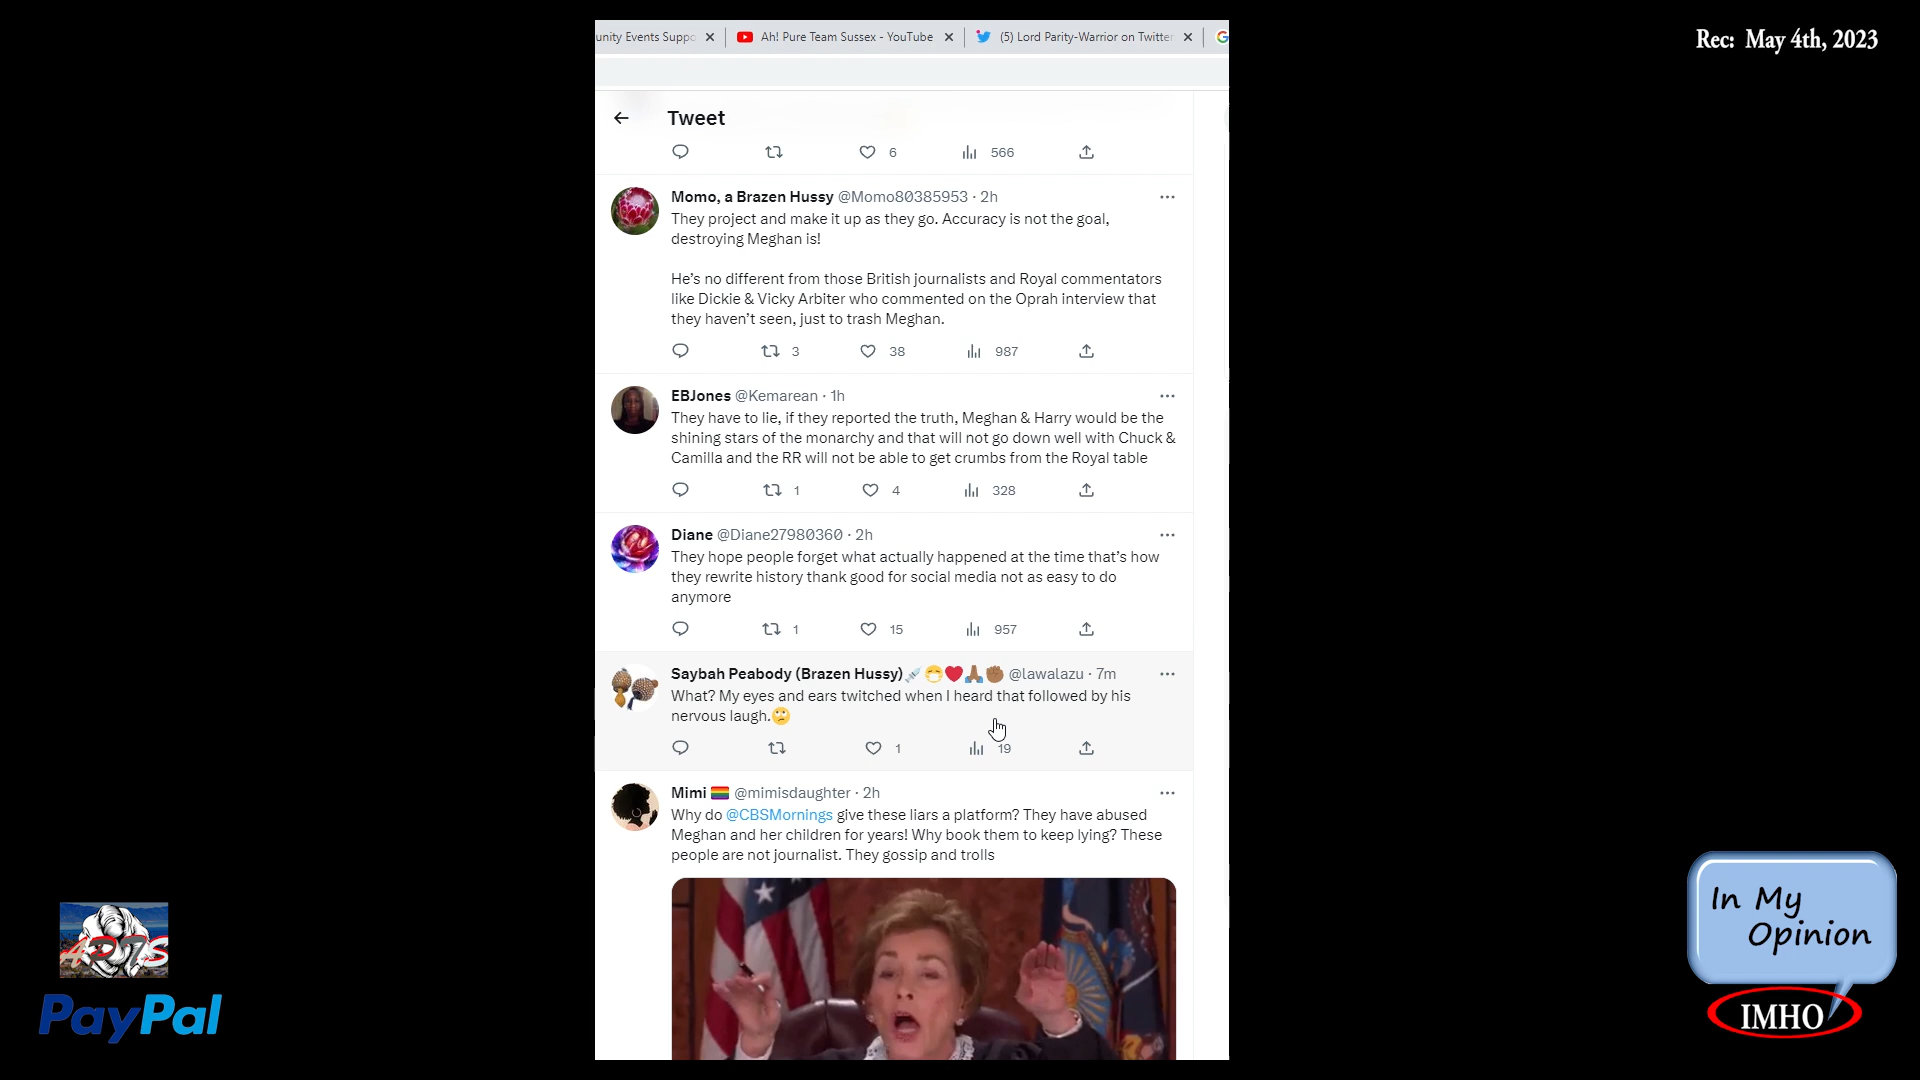 unity Events Suppo
Ah! Pure Team Sussex - YouTube
(5) Lord Parity-Warrior on Twitter
Rec: May 4th, 2023
Tweet
6 566
Momo, a Brazen Hussy @Momo80385953 · 2h
They project and make it up as they go. Accuracy is not the goal,
destroying Meghan is!
He's no different from those British journalists and Royal commentators
like Dickie & Vicky Arbiter who commented on the Oprah interview that
they haven't seen, just to trash Meghan.
3 38 987
EBJones @Kemarean · 1h
They have to lie, if they reported the truth, Meghan & Harry would be the
shining stars of the monarchy and that will not go down well with Chuck &
Camilla and the RR will not be able to get crumbs from the Royal table
1 4 328
Diane @Diane27980360 · 2h
They hope people forget what actually happened at the time that's how
they rewrite history thank good for social media not as easy to do
anymore
1 15 957
Saybah Peabody (Brazen Hussy)💉😷❤️🙏🏾✊🏾 @lawalazu · 7m
What? My eyes and ears twitched when I heard that followed by his
nervous laugh.🙄
1 19
Mimi 🏳️‍🌈 @mimisdaughter · 2h
Why do @CBSMornings give these liars a platform? They have abused
Meghan and her children for years! Why book them to keep lying? These
people are not journalist. They gossip and trolls
APTS
PayPal
In My
Opinion
IMHO